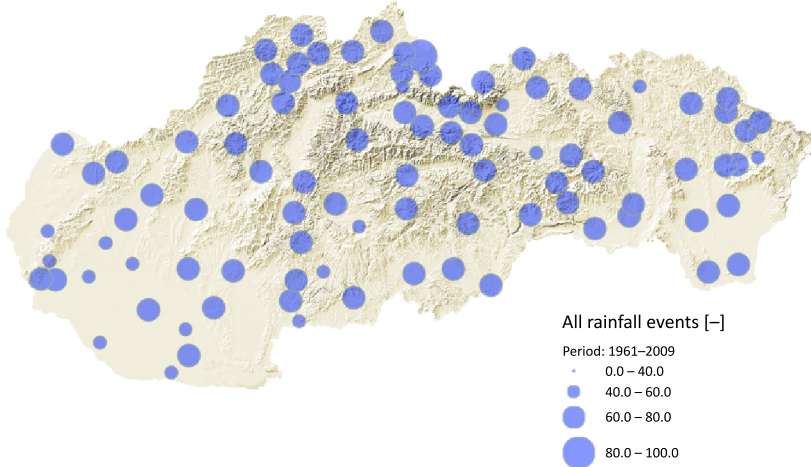 All rainfall events [–]
Period: 1961–2009
0.0 – 40.0
40.0 – 60.0
60.0 – 80.0
80.0 – 100.0